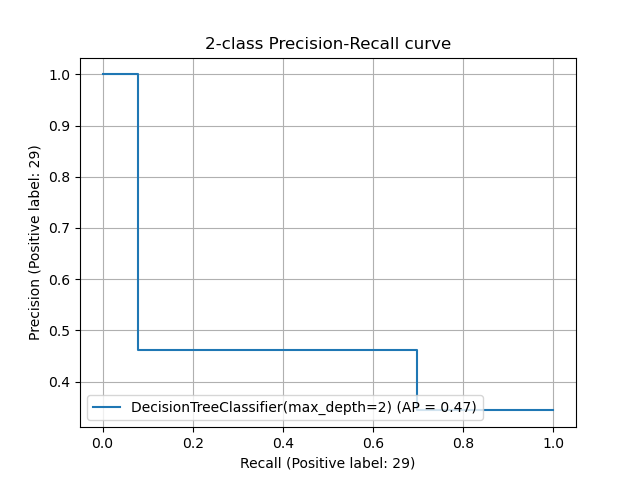 2-class Precision-Recall curve
Precision (Positive label: 29)
1.0
0.9
0.8
0.7
0.6
0.5
0.4
DecisionTreeClassifier(max_depth=2) (AP = 0.47)
0.0 0.2 0.4 0.6 0.8 1.0
Recall (Positive label: 29)